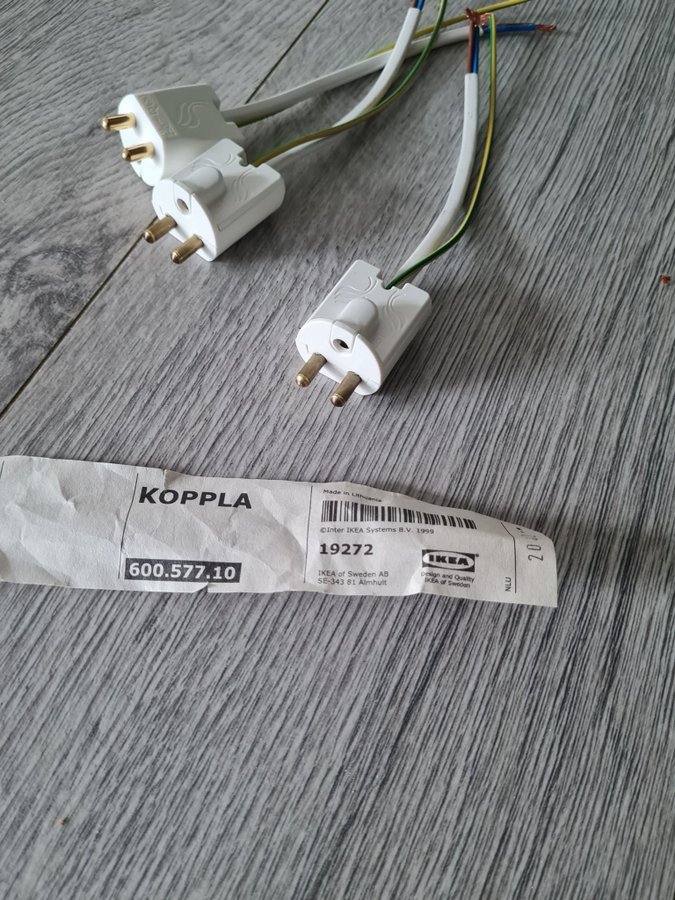 KOPPLA
600.577.10
Made in Lithuania
©Inter IKEA Systems B.V. 1999
19272
IKEA of Sweden AB
SE-343 81 Älmhult
IKEA
Design and Quality
IKEA of Sweden
NLU